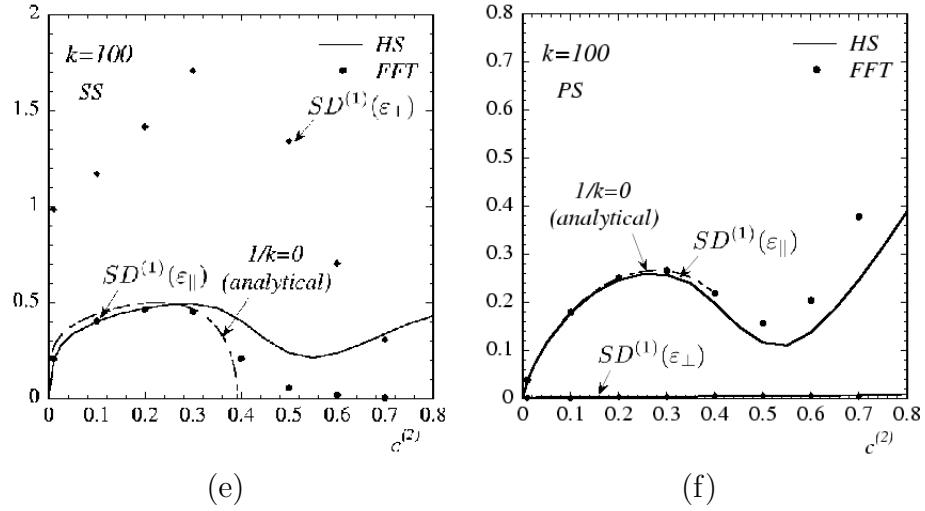 2
1.5
1
0.5
0
k=100
SS
HS
FFT
SD^{(1)}(ε_⊥)
1/k=0
(analytical)
SD^{(1)}(ε_∥)
0 0.1 0.2 0.3 0.4 0.5 0.6 0.7 0.8
c^{(2)}
(e)
0.8
0.7
0.6
0.5
0.4
0.3
0.2
0.1
0
k=100
PS
HS
FFT
1/k=0
(analytical)
SD^{(1)}(ε_∥)
SD^{(1)}(ε_⊥)
0 0.1 0.2 0.3 0.4 0.5 0.6 0.7 0.8
c^{(2)}
(f)